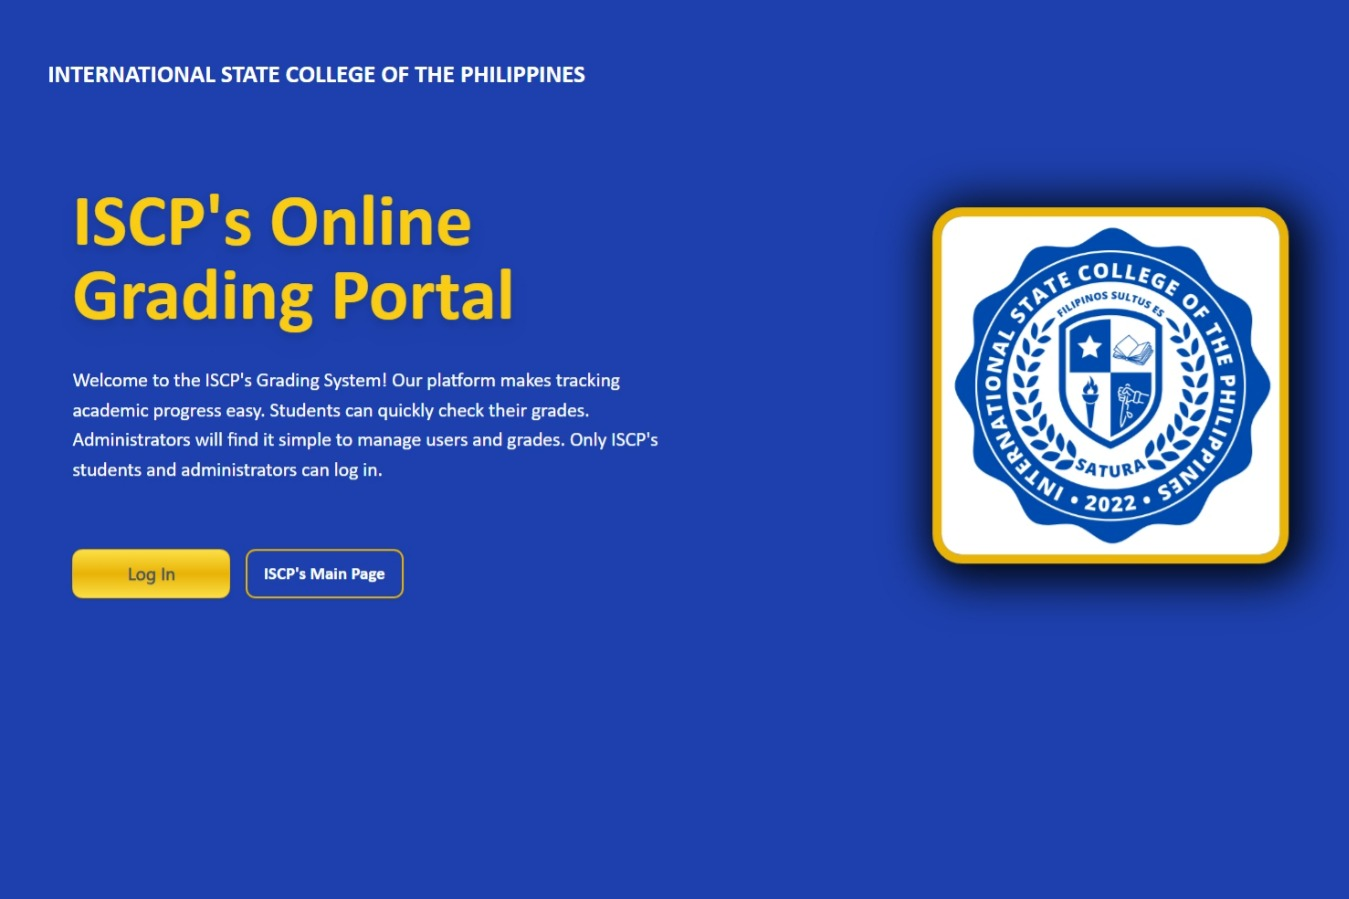 INTERNATIONAL STATE COLLEGE OF THE PHILIPPINES
ISCP's Online
Grading Portal
Welcome to the ISCP's Grading System! Our platform makes tracking
academic progress easy. Students can quickly check their grades.
Administrators will find it simple to manage users and grades. Only ISCP's
students and administrators can log in.
Log In
ISCP's Main Page
INTERNATIONAL STATE COLLEGE OF THE PHILIPPINES
FILIPINOS SULTUS ES
SATURA
• 2022 •